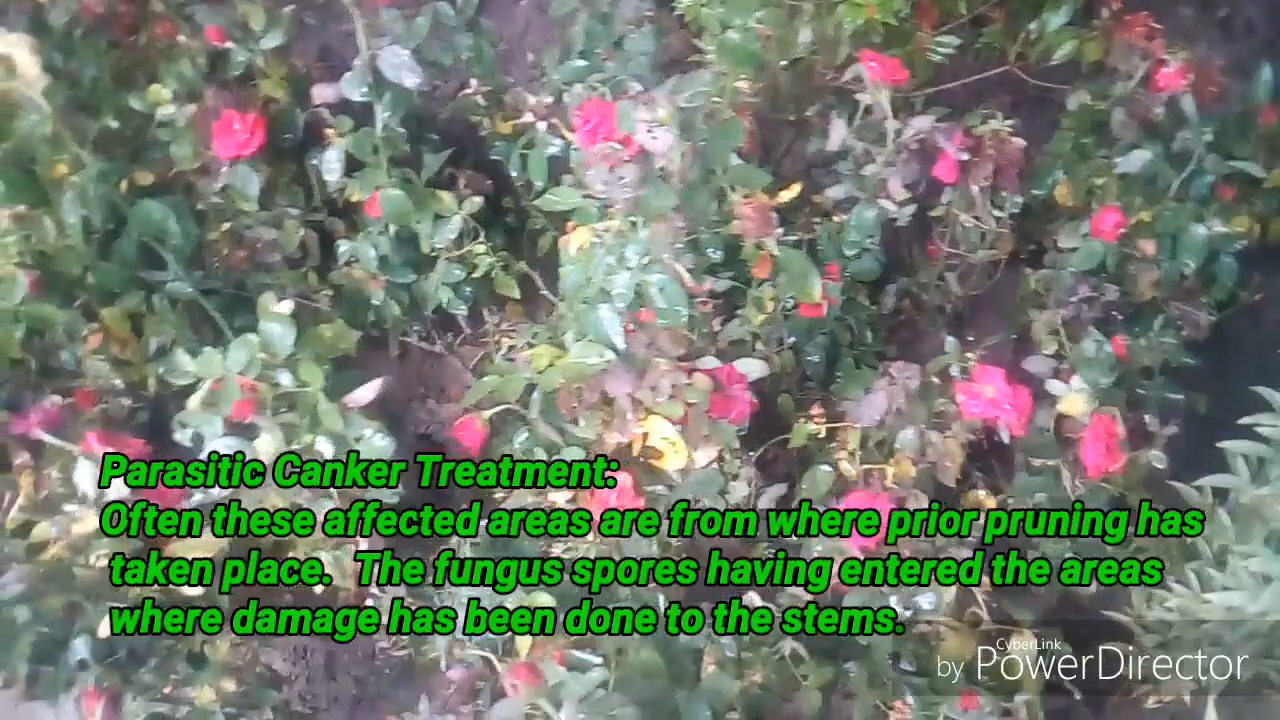 Parasitic Canker Treatment:
Often these affected areas are from where prior pruning has
taken place. The fungus spores having entered the areas
where damage has been done to the stems.
CyberLink
by PowerDirector